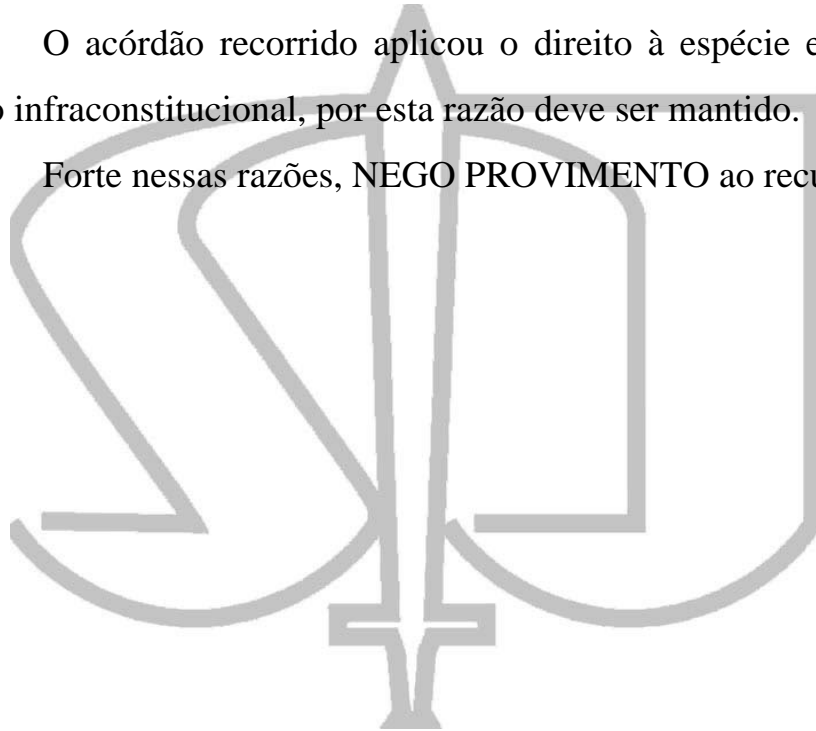 O acórdão recorrido aplicou o direito à espécie e
o infraconstitucional, por esta razão deve ser mantido.
Forte nessas razões, NEGO PROVIMENTO ao recu